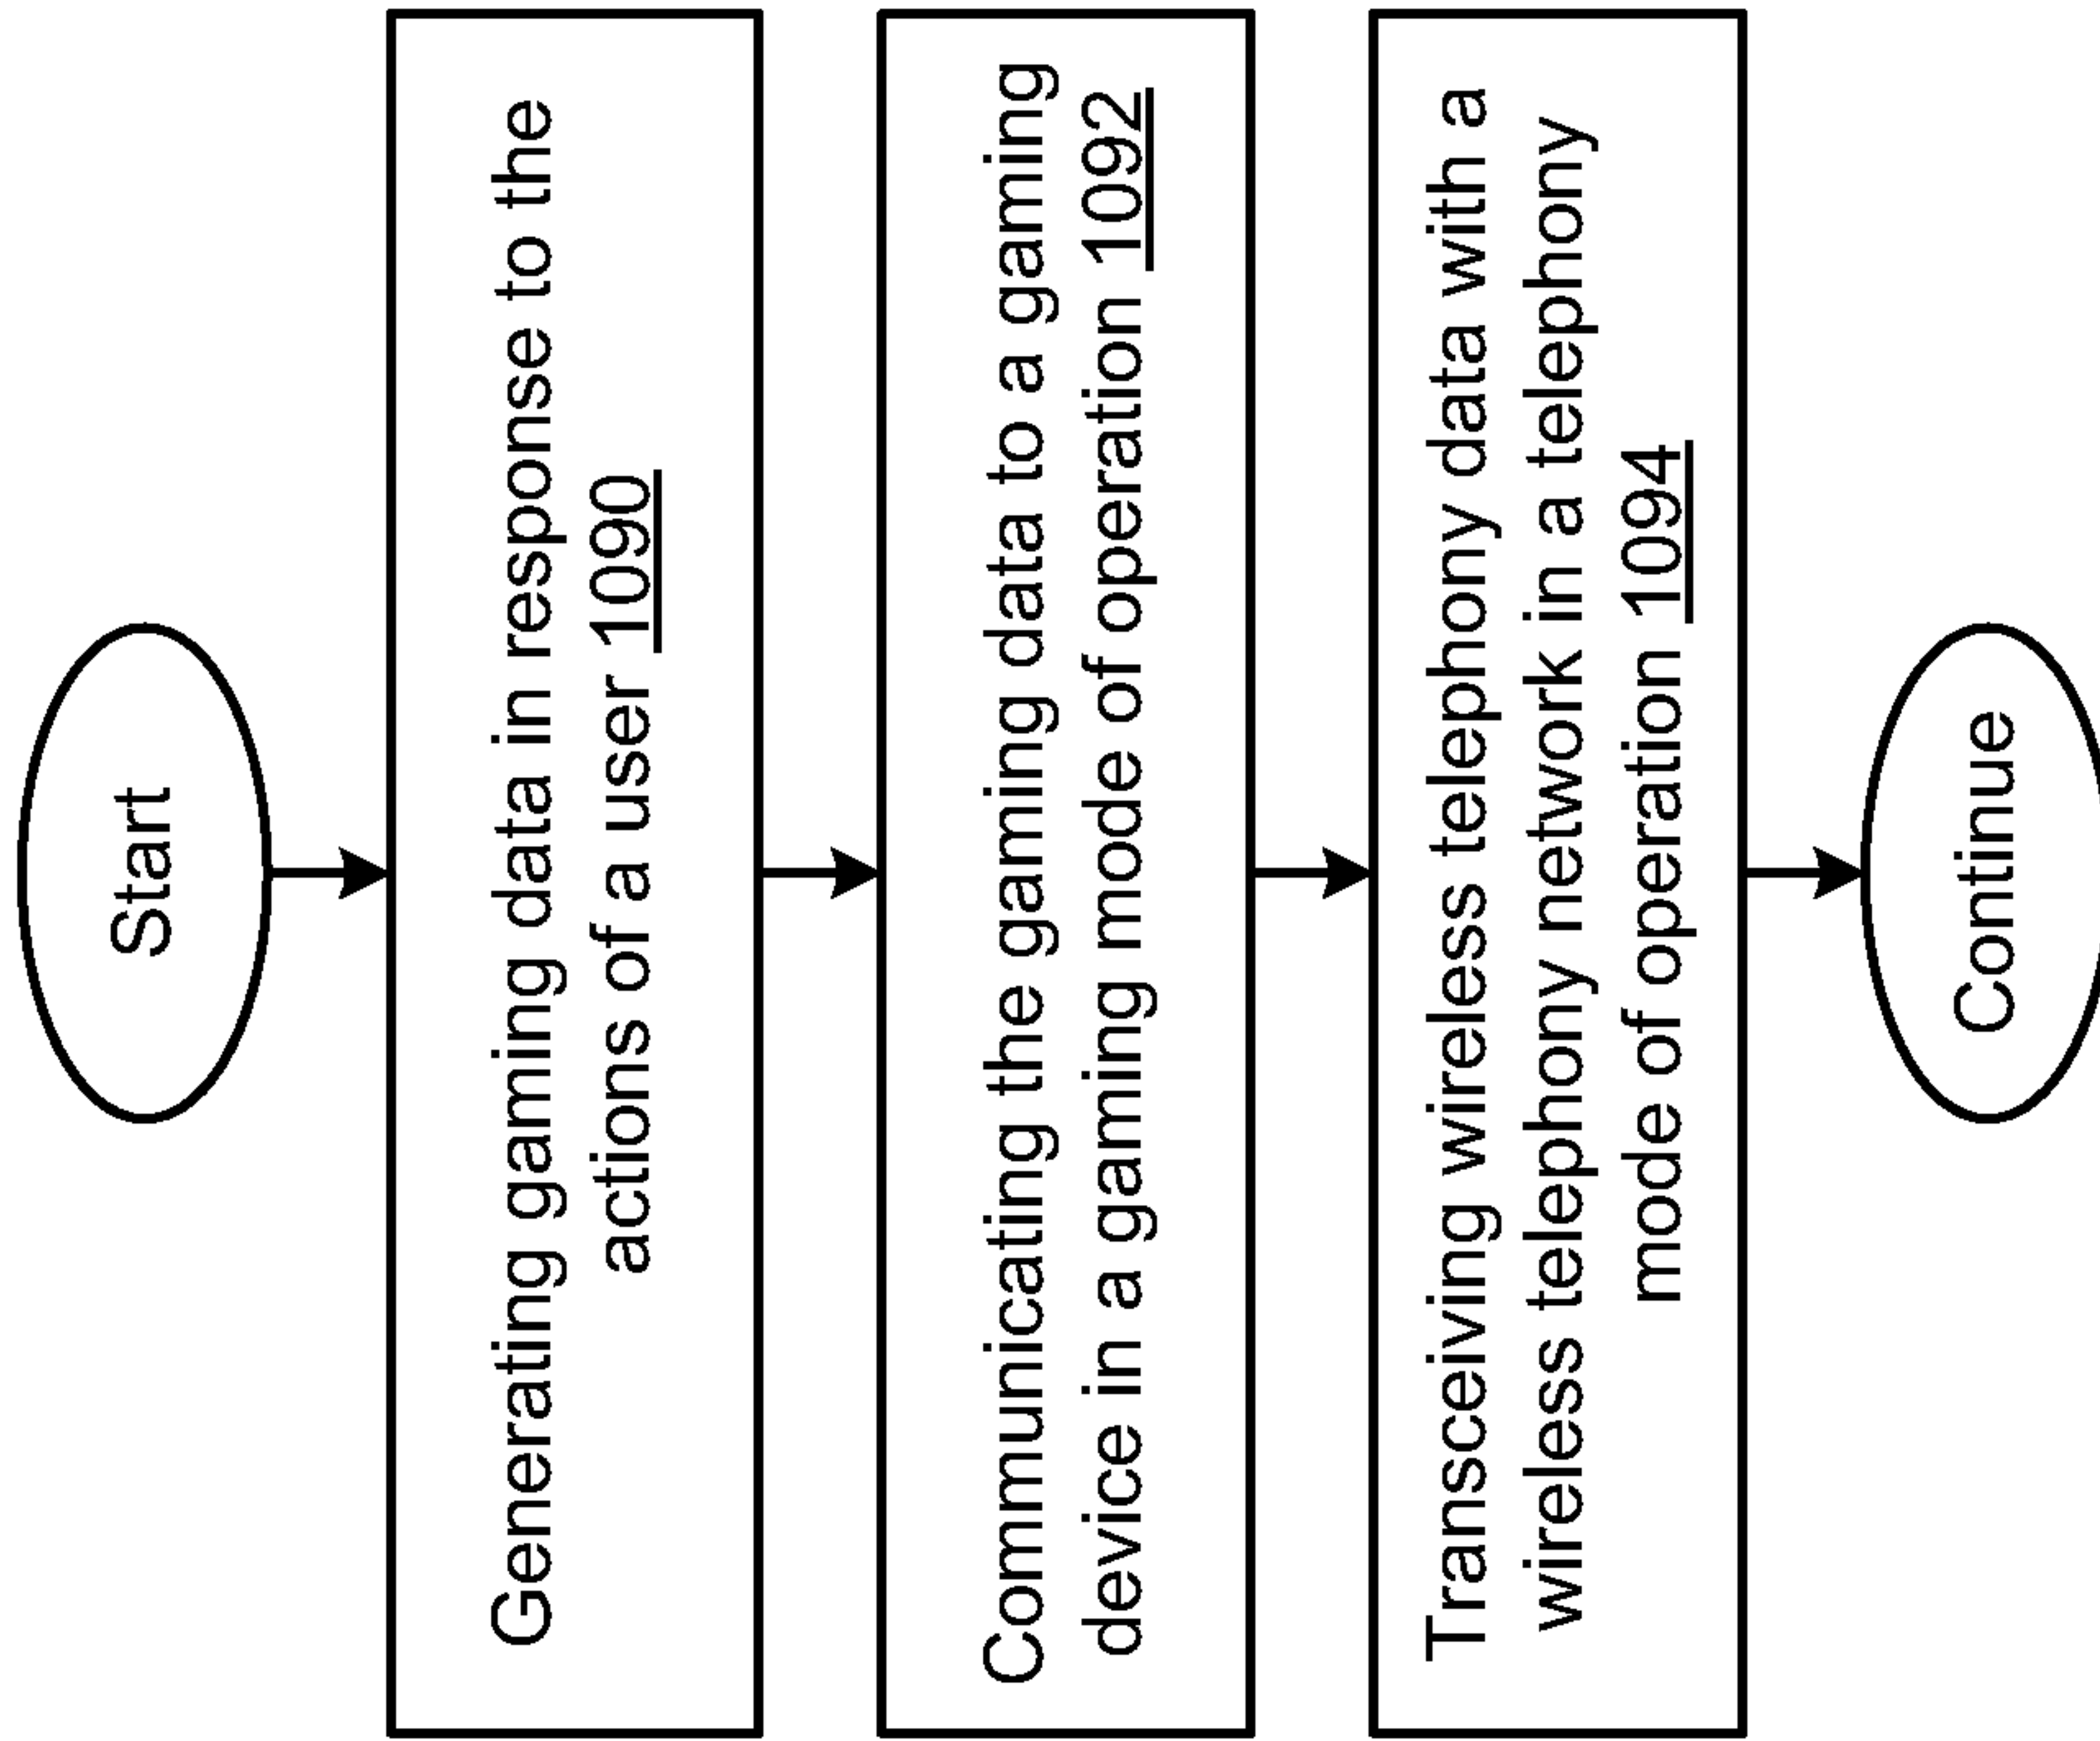 Start
Generating gaming data in response to the
actions of a user 1090
Communicating the gaming data to a gaming
device in a gaming mode of operation 1092
Transceiving wireless telephony data with a
wireless telephony network in a telephony
mode of operation 1094
Continue